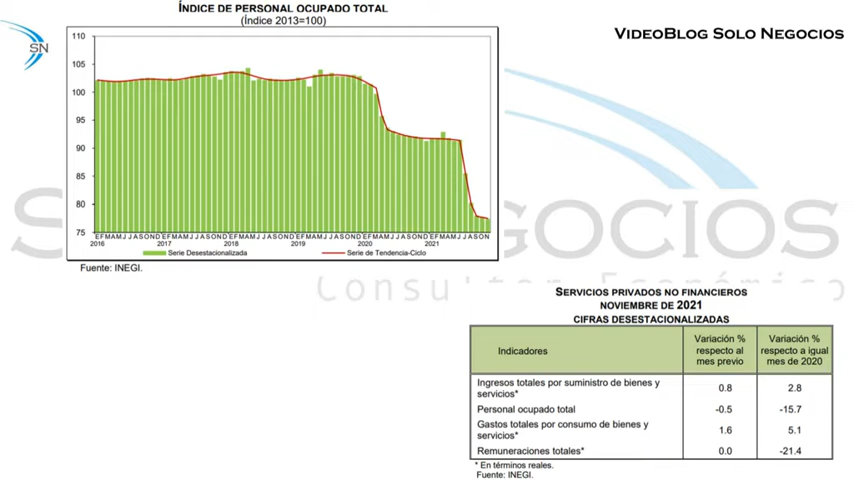 ÍNDICE DE PERSONAL OCUPADO TOTAL
(Índice 2013=100)
VIDEOBLOG SOLO NEGOCIOS
SN
110
105
100
95
90
85
80
75
E F M A M J J A S O N D E F M A M J J A S O N D E F M A M J J A S O N D E F M A M J J A S O N D E F M A M J J A S O N D E F M A M J J A S O N
2016 2017 2018 2019 2020 2021
Serie Desestacionalizada Serie de Tendencia-Ciclo
Fuente: INEGI.
SERVICIOS PRIVADOS NO FINANCIEROS
NOVIEMBRE DE 2021
CIFRAS DESESTACIONALIZADAS
Indicadores
Variación %
respecto al
mes previo
Variación %
respecto a igual
mes de 2020
Ingresos totales por suministro de bienes y
servicios*
0.8 2.8
Personal ocupado total -0.5 -15.7
Gastos totales por consumo de bienes y
servicios*
1.6 5.1
Remuneraciones totales* 0.0 -21.4
* En términos reales.
Fuente: INEGI.